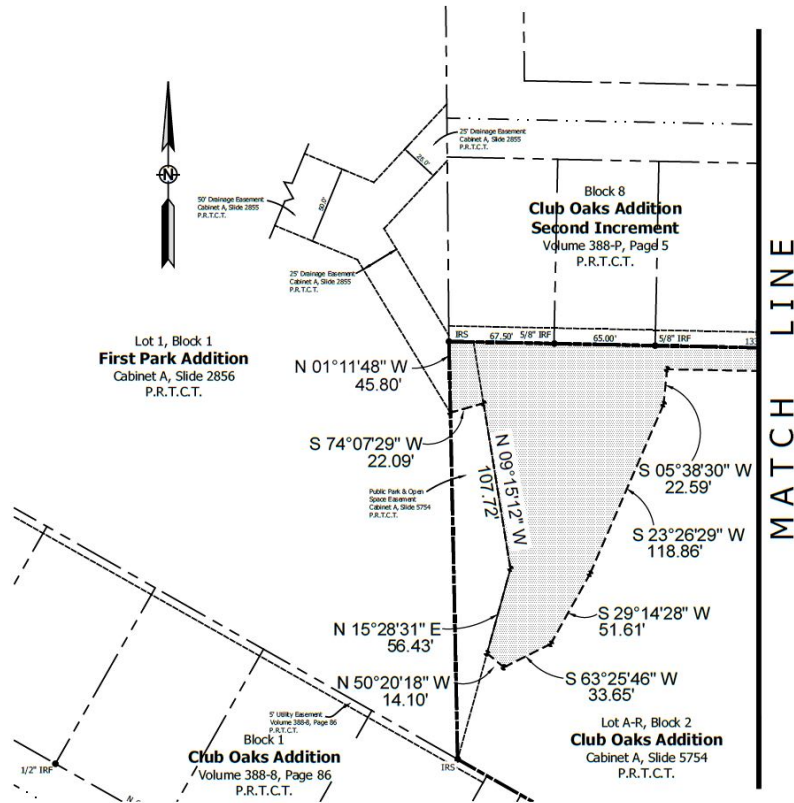 25' Drainage Easement
Cabinet A, Slide 2855
P.R.T.C.T.
25.0'
50' Drainage Easement
Cabinet A, Slide 2855
P.R.T.C.T.
50.0'
N
Block 8
Club Oaks Addition
Second Increment
Volume 388-P, Page 5
P.R.T.C.T.
25' Drainage Easement
Cabinet A, Slide 2855
P.R.T.C.T.
MATCH LINE
IRS
67.50'
5/8" IRF
65.00'
5/8" IRF
133
Lot 1, Block 1
First Park Addition
Cabinet A, Slide 2856
P.R.T.C.T.
N 01°11'48" W
45.80'
S 74°07'29" W
22.09'
N 09°15'12" W
107.72'
S 05°38'30" W
22.59'
Public Park & Open
Space Easement
Cabinet A, Slide 5754
P.R.T.C.T.
S 23°26'29" W
118.86'
S 29°14'28" W
51.61'
N 15°28'31" E
56.43'
N 50°20'18" W
14.10'
S 63°25'46" W
33.65'
5' Utility Easement
Volume 388-8, Page 86
P.R.T.C.T.
Block 1
Club Oaks Addition
Volume 388-8, Page 86
P.R.T.C.T.
Lot A-R, Block 2
Club Oaks Addition
Cabinet A, Slide 5754
P.R.T.C.T.
1/2" IRF
IRS